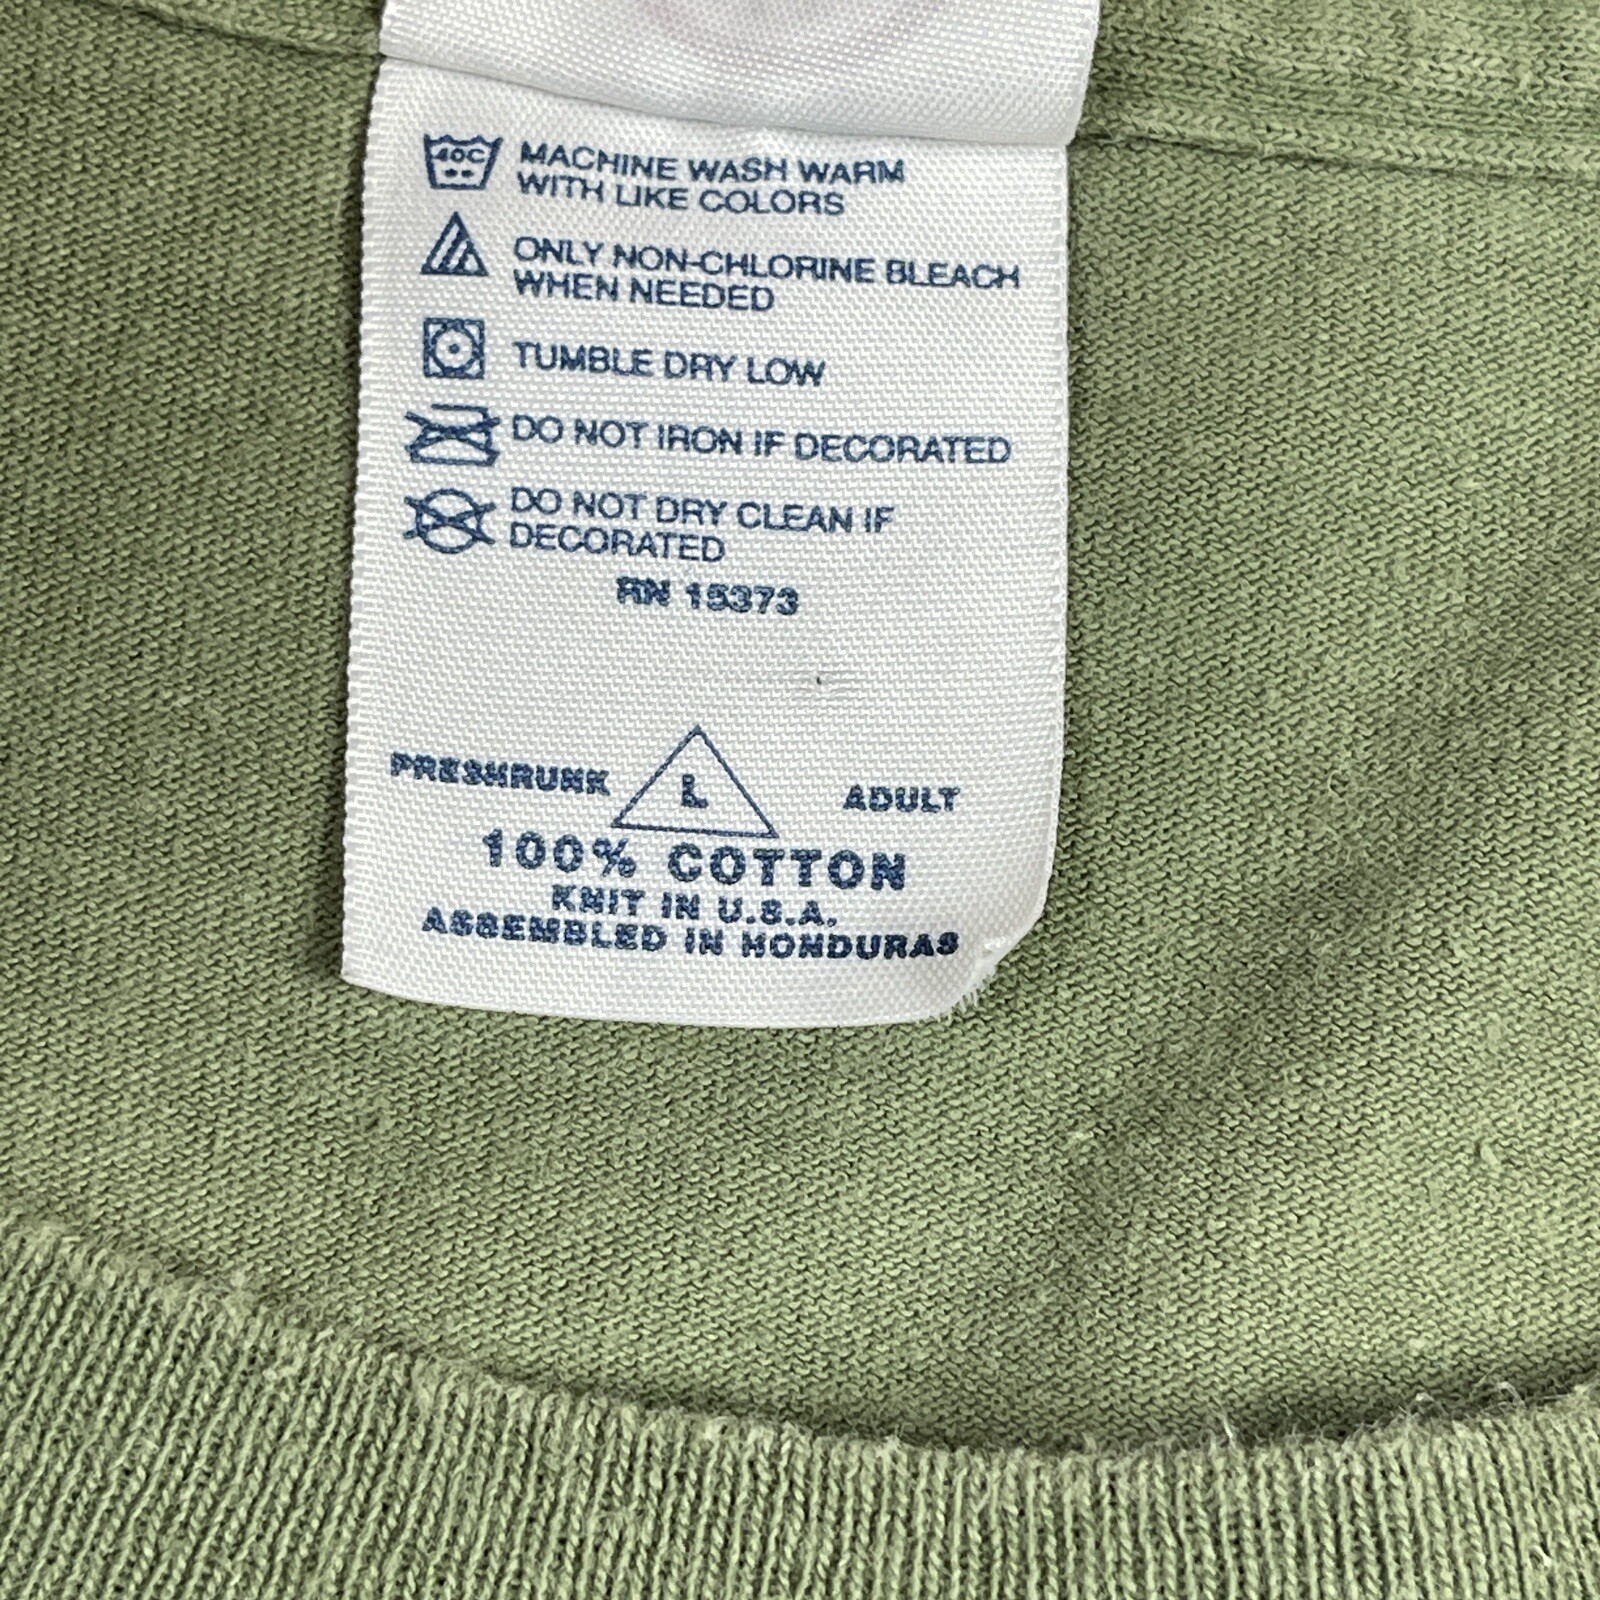 40C MACHINE WASH WARM
WITH LIKE COLORS
ONLY NON-CHLORINE BLEACH
WHEN NEEDED
TUMBLE DRY LOW
DO NOT IRON IF DECORATED
DO NOT DRY CLEAN IF
DECORATED
RN 15373
PRESHRUNK L ADULT
100% COTTON
KNIT IN U.S.A.
ASSEMBLED IN HONDURAS